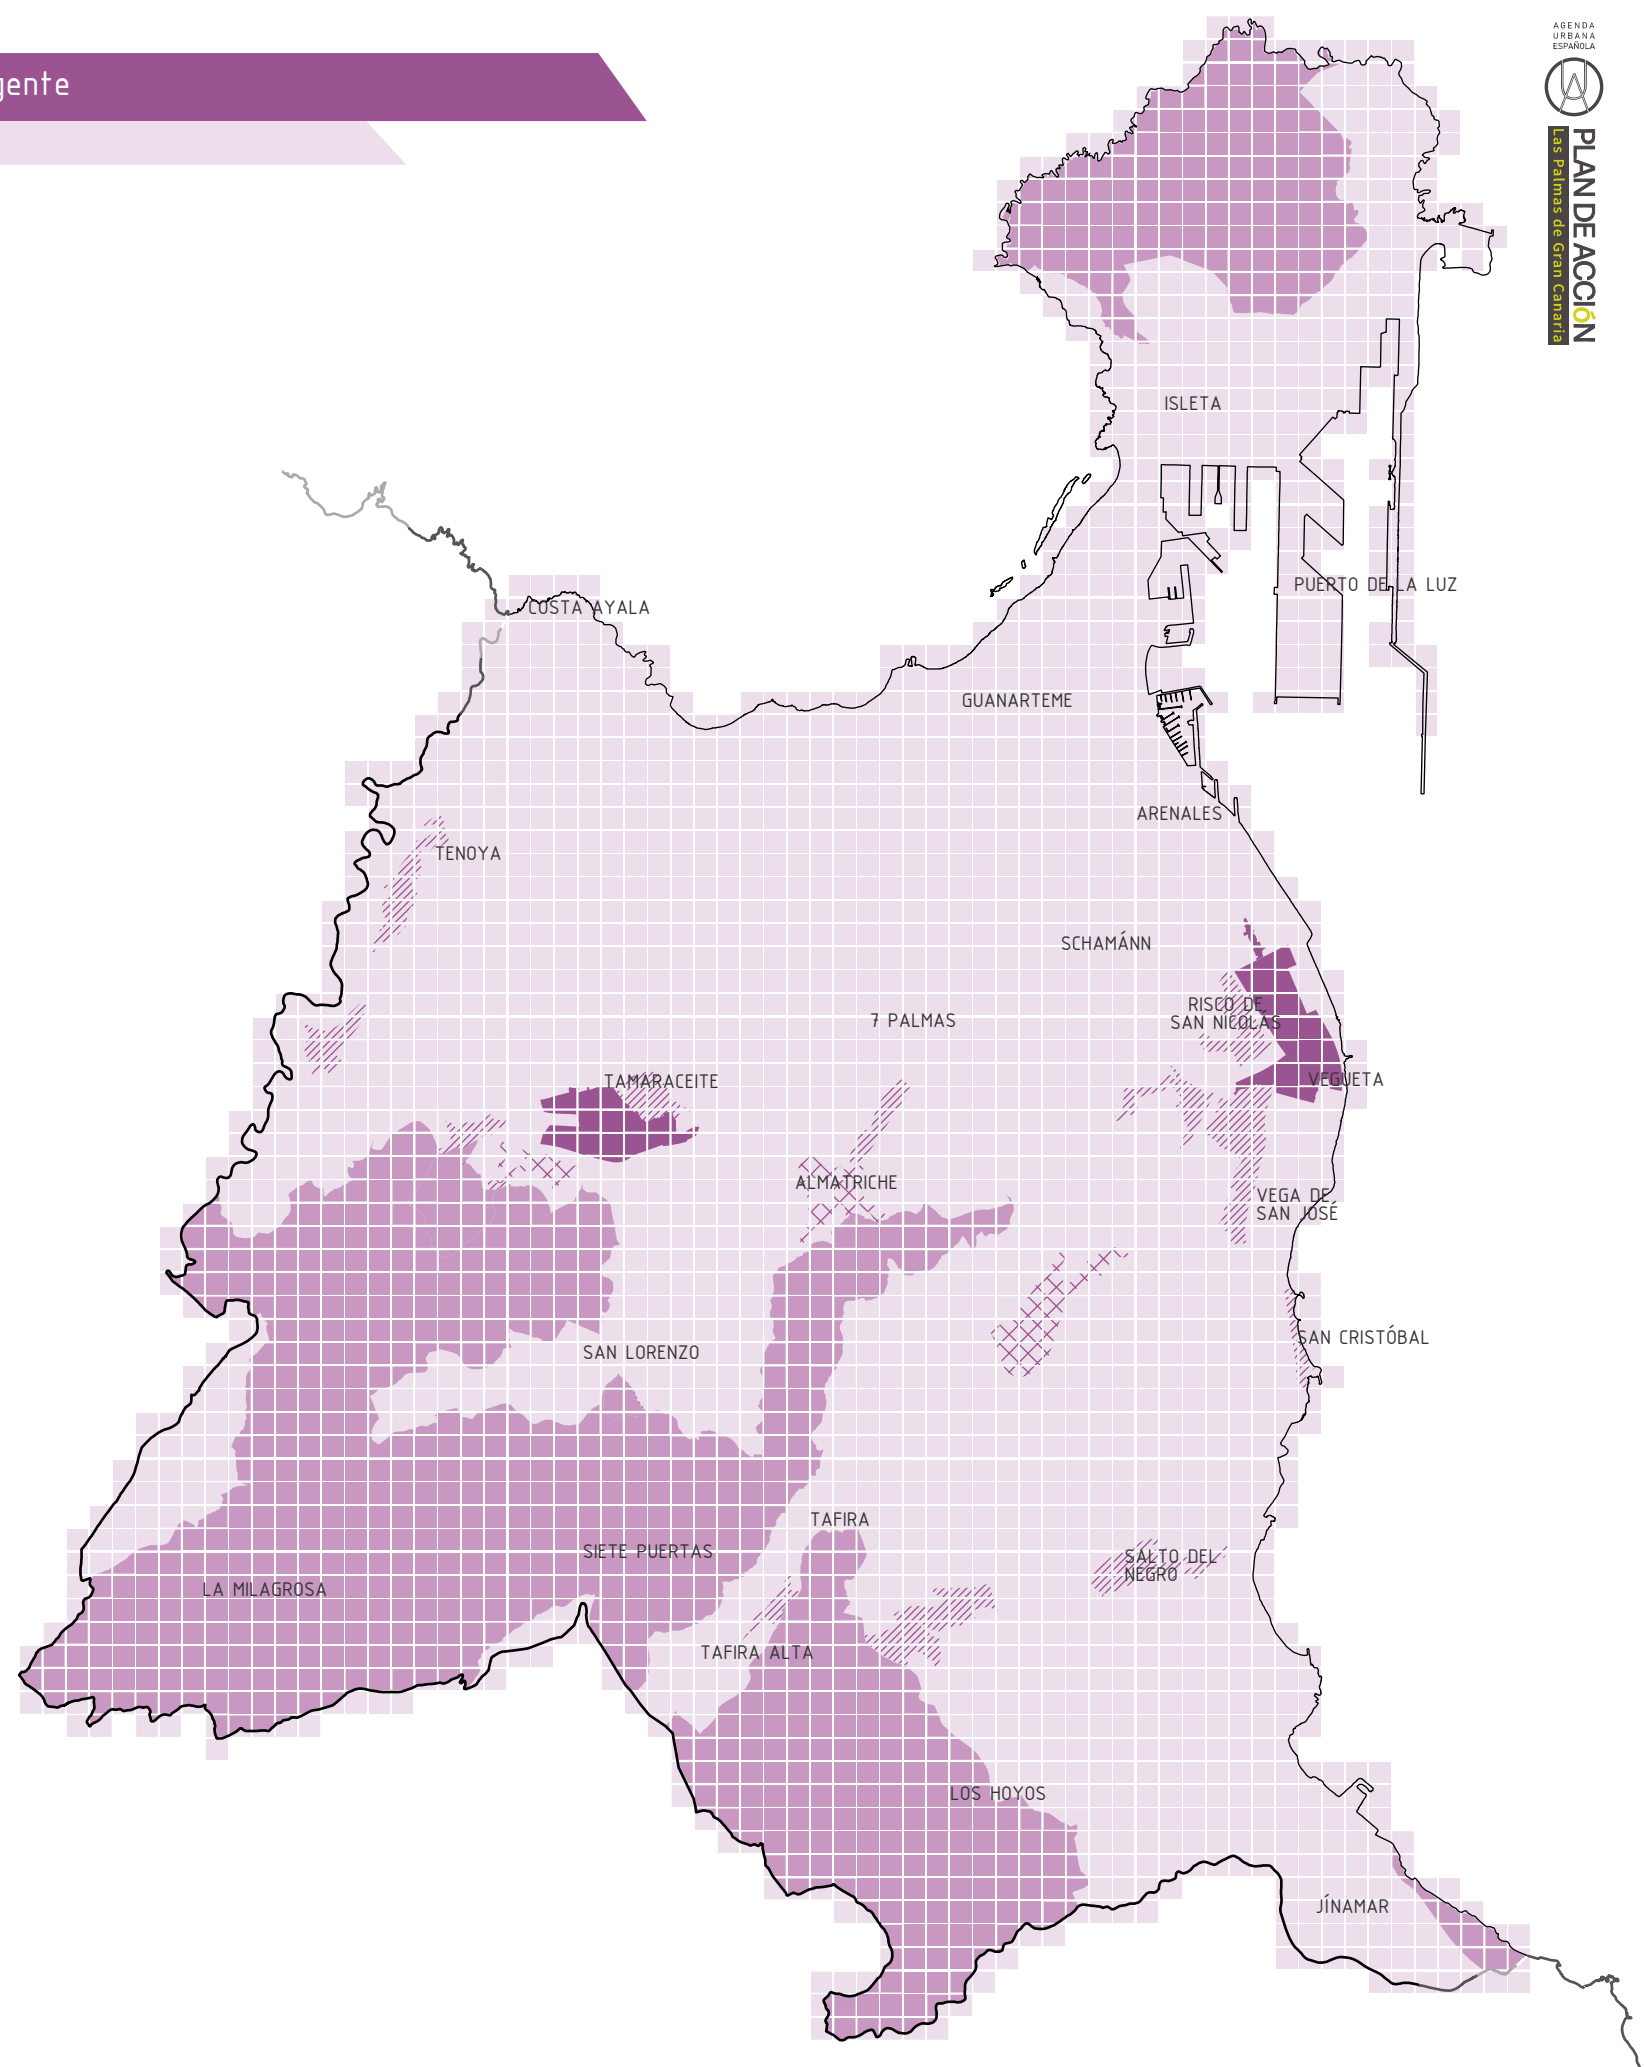 gente
AGENDA
URBANA
ESPAÑOLA
PLAN DE ACCIÓN
Las Palmas de Gran Canaria
ISLETA
PUERTO DE LA LUZ
COSTA AYALA
GUANARTEME
ARENALES
TENOYA
SCHAMÁNN
RISCO DE
SAN NICOLÁS
7 PALMAS
TAMARACEITE
VEGUETA
ALMATRICHE
VEGA DE
SAN JOSÉ
SAN CRISTÓBAL
SAN LORENZO
TAFIRA
SIETE PUERTAS
SALTO DEL
NEGRO
LA MILAGROSA
TAFIRA ALTA
LOS HOYOS
JÍNAMAR